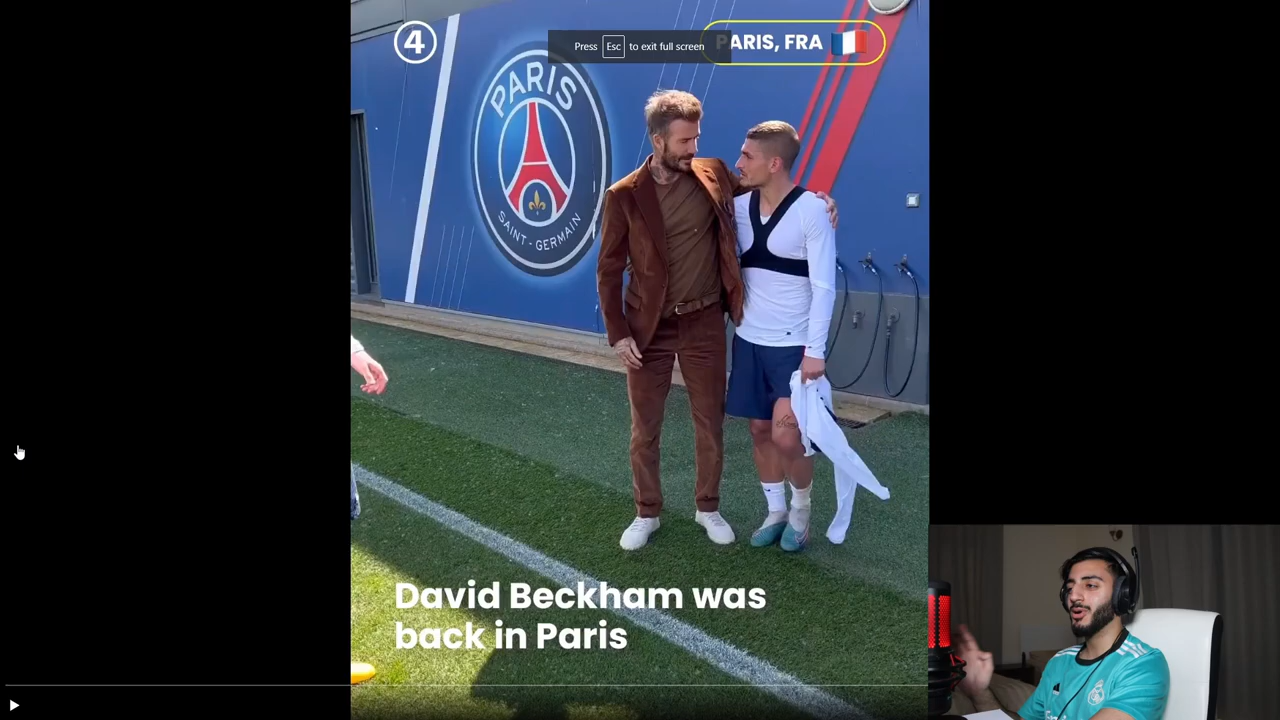 4
PARIS, FRA
Press Esc to exit full screen
PARIS
SAINT-GERMAIN
David Beckham was
back in Paris